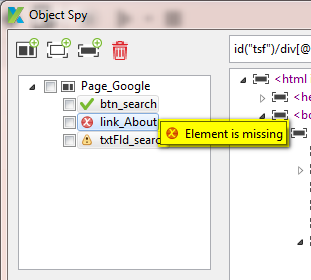 Object Spy
id("tsf")/div[@
Page_Google
<html
btn_search
<he
link_About
<bo
Element is missing
txtFld_searc